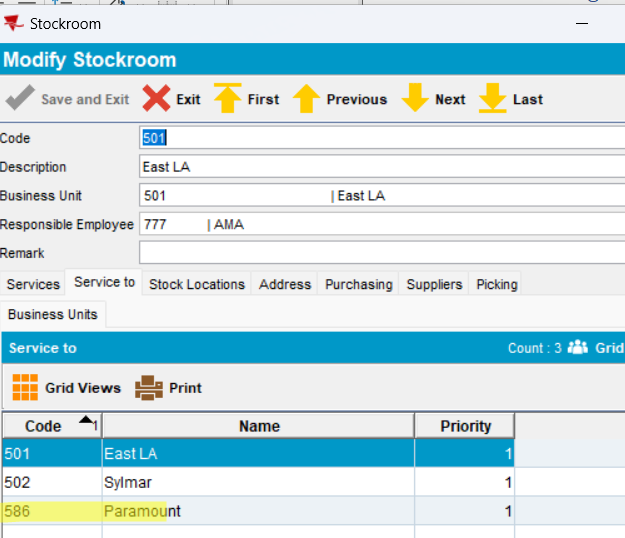 Stockroom
Modify Stockroom
Save and Exit Exit First Previous Next Last
Code 501
Description East LA
Business Unit 501 | East LA
Responsible Employee 777 | AMA
Remark
Services Service to Stock Locations Address Purchasing Suppliers Picking
Business Units
Service to Count : 3 Grid
Grid Views Print
Code 1 Name Priority
501 East LA 1
502 Sylmar 1
586 Paramount 1